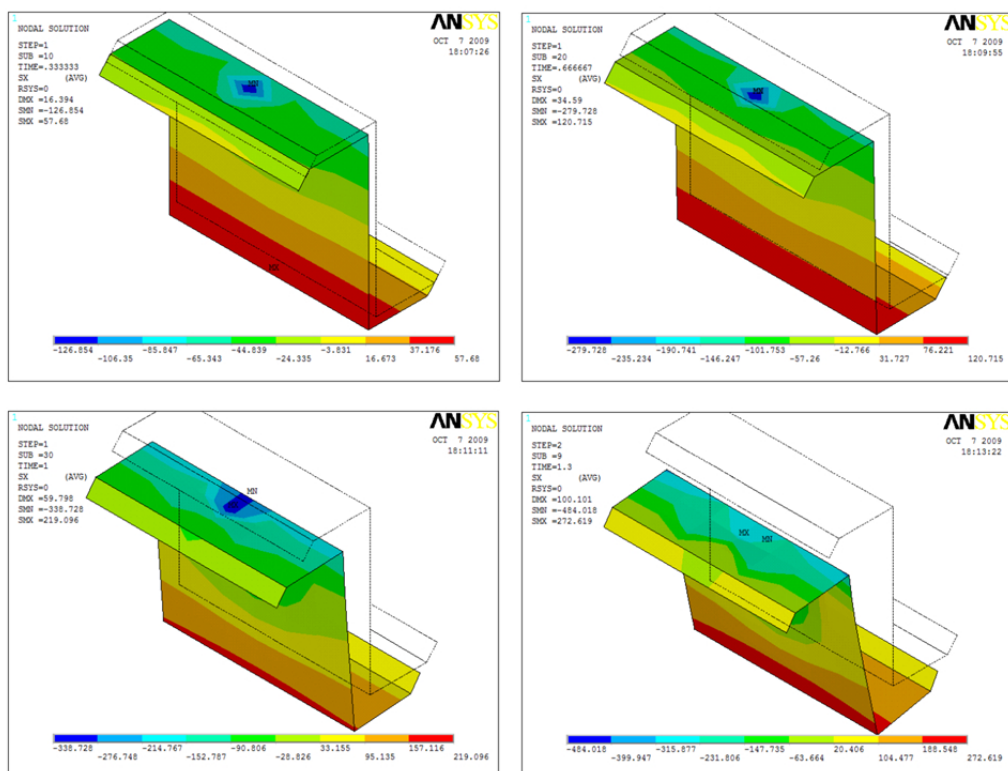 1
NODAL SOLUTION
STEP=1
SUB =10
TIME=.333333
SX (AVG)
RSYS=0
DMX =16.394
SMN =-126.854
SMX =57.68
ANSYS
OCT 7 2009
18:07:26
MN
MX
-126.854 -85.847 -44.839 -3.831 37.176
-106.35 -65.343 -24.335 16.673 57.68
1
NODAL SOLUTION
STEP=1
SUB =20
TIME=.666667
SX (AVG)
RSYS=0
DMX =34.59
SMN =-279.728
SMX =120.715
ANSYS
OCT 7 2009
18:09:55
MN
-279.728 -190.741 -101.753 -12.766 76.221
-235.234 -146.247 -57.26 31.727 120.715
1
NODAL SOLUTION
STEP=1
SUB =30
TIME=1
SX (AVG)
RSYS=0
DMX =59.798
SMN =-338.728
SMX =219.096
ANSYS
OCT 7 2009
18:11:11
MN
-338.728 -214.767 -90.806 33.155 157.116
-276.748 -152.787 -28.826 95.135 219.096
1
NODAL SOLUTION
STEP=2
SUB =9
TIME=1.3
SX (AVG)
RSYS=0
DMX =100.101
SMN =-484.018
SMX =272.619
ANSYS
OCT 7 2009
18:13:22
MX MN
-484.018 -315.877 -147.735 20.406 188.548
-399.947 -231.806 -63.664 104.477 272.619